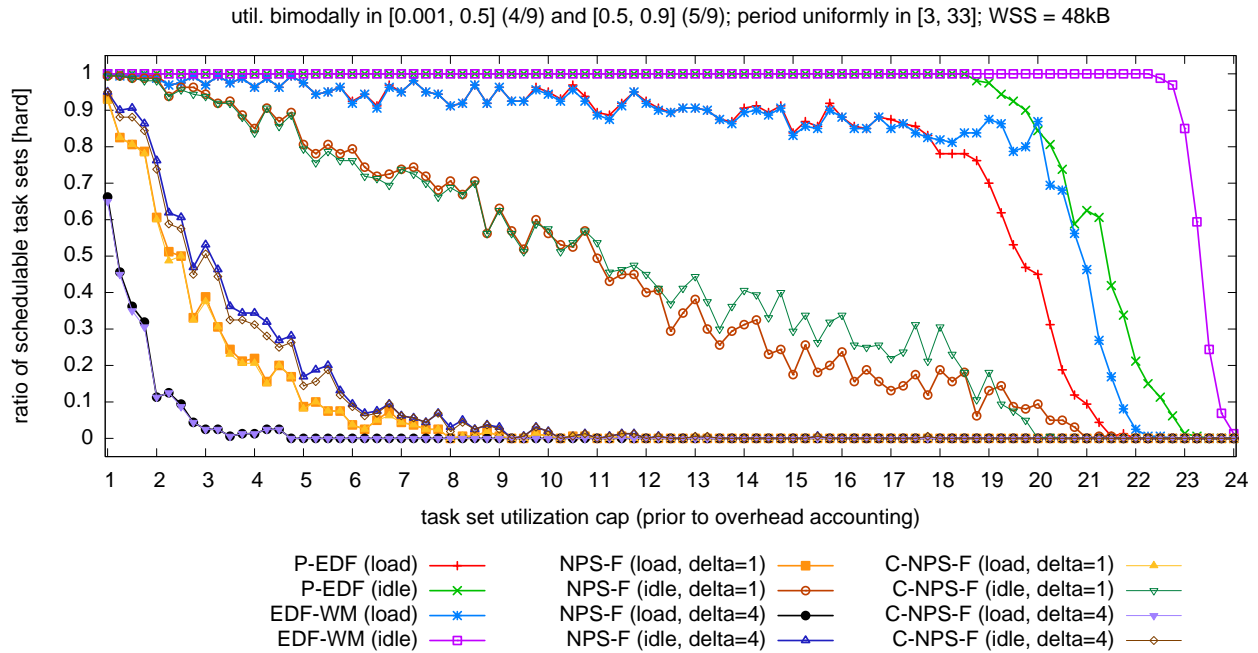 util. bimodally in [0.001, 0.5] (4/9) and [0.5, 0.9] (5/9); period uniformly in [3, 33]; WSS = 48kB
ratio of schedulable task sets [hard]
1
0.9
0.8
0.7
0.6
0.5
0.4
0.3
0.2
0.1
0
1 2 3 4 5 6 7 8 9 10 11 12 13 14 15 16 17 18 19 20 21 22 23 24
task set utilization cap (prior to overhead accounting)
P-EDF (load) NPS-F (load, delta=1) C-NPS-F (load, delta=1)
P-EDF (idle) NPS-F (idle, delta=1) C-NPS-F (idle, delta=1)
EDF-WM (load) NPS-F (load, delta=4) C-NPS-F (load, delta=4)
EDF-WM (idle) NPS-F (idle, delta=4) C-NPS-F (idle, delta=4)